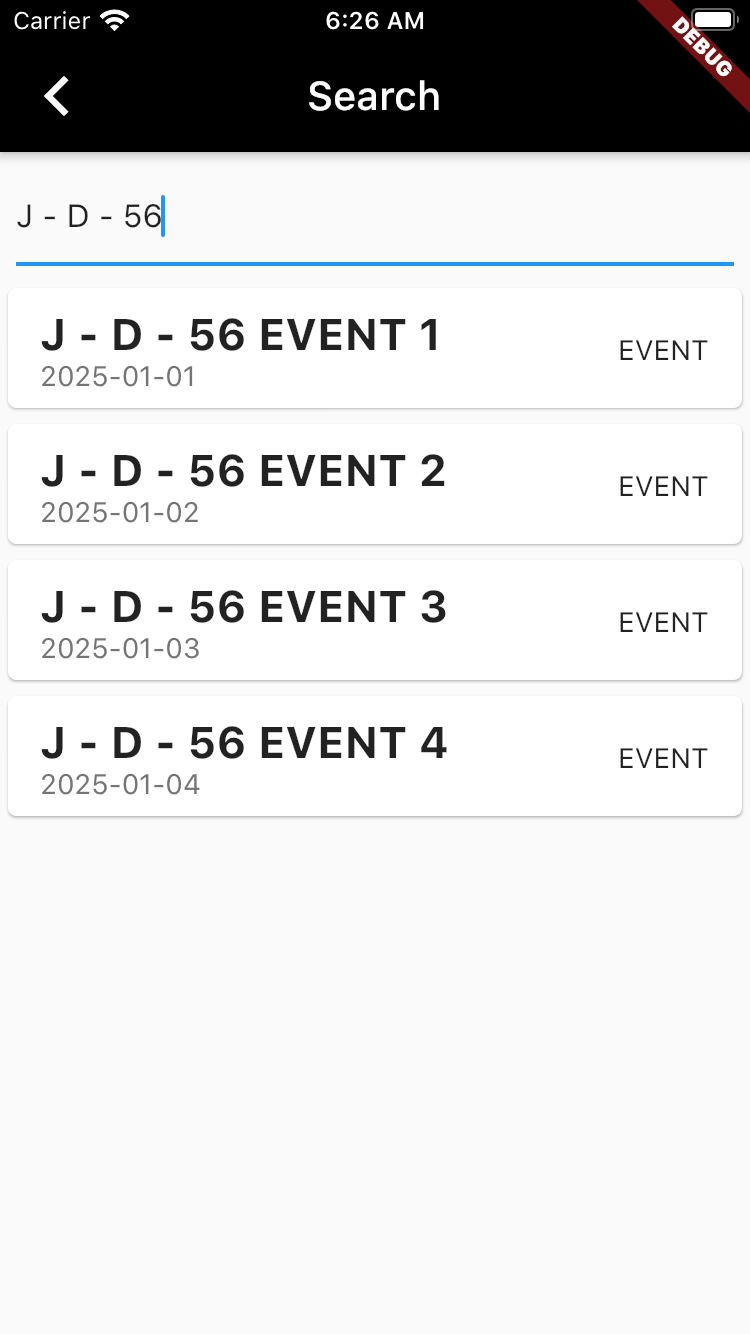 Carrier 6:26 AM
DEBUG
Search
J - D - 56
J - D - 56 EVENT 1
2025-01-01
EVENT
J - D - 56 EVENT 2
2025-01-02
EVENT
J - D - 56 EVENT 3
2025-01-03
EVENT
J - D - 56 EVENT 4
2025-01-04
EVENT